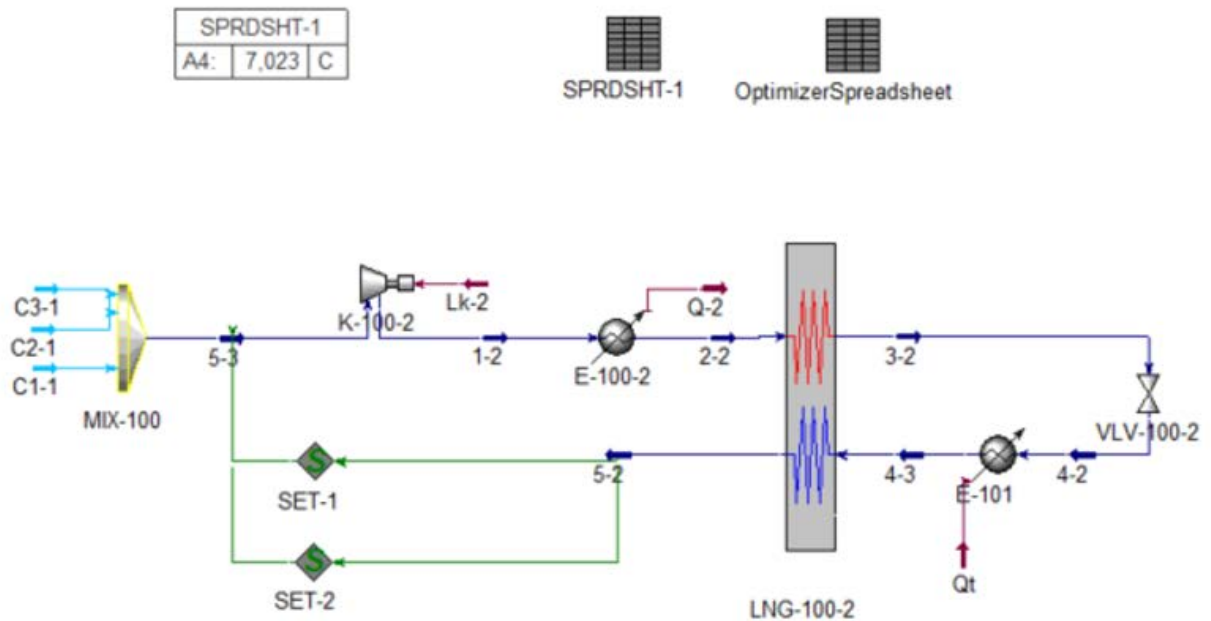 SPRDSHT-1
A4: 7,023 C
SPRDSHT-1
OptimizerSpreadsheet
C3-1
C2-1
C1-1
MIX-100
5-3
K-100-2
Lk-2
1-2
E-100-2
Q-2
2-2
3-2
VLV-100-2
4-2
E-101
4-3
Qt
LNG-100-2
5-2
S
SET-1
S
SET-2